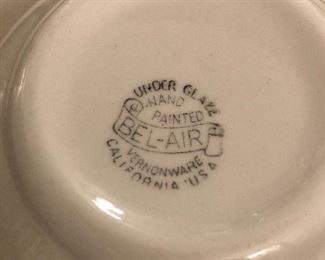 UNDER GLAZE
HAND
PAINTED
BEL-AIR
VERNONWARE
CALIFORNIA, USA